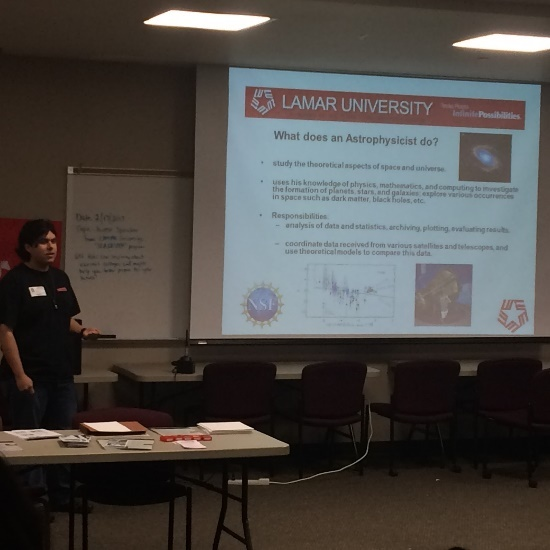 LAMAR UNIVERSITY
Infinite Possibilities
What does an Astrophysicist do?
• study the theoretical aspects of space and universe.
• uses his knowledge of physics, mathematics, and computing to investigate
the formation of planets, stars, and galaxies; explore various occurrences
in space such as dark matter, black holes, etc.
• Responsibilities:
– analysis of data and statistics, archiving, plotting, evaluating results.
– coordinate data received from various satellites and telescopes, and
use theoretical models to compare this data.
NSF